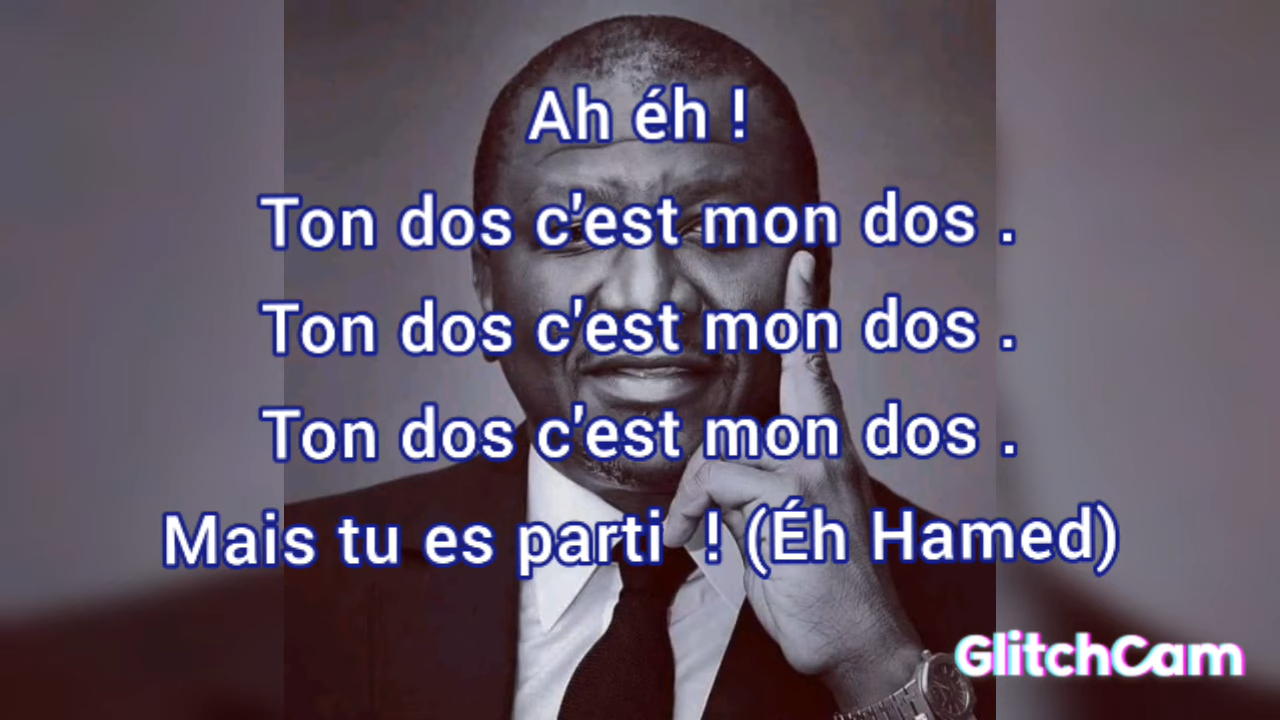 Ah éh !
Ton dos c'est mon dos .
Ton dos c'est mon dos .
Ton dos c'est mon dos .
Mais tu es parti  ! (Éh Hamed)
GlitchCam